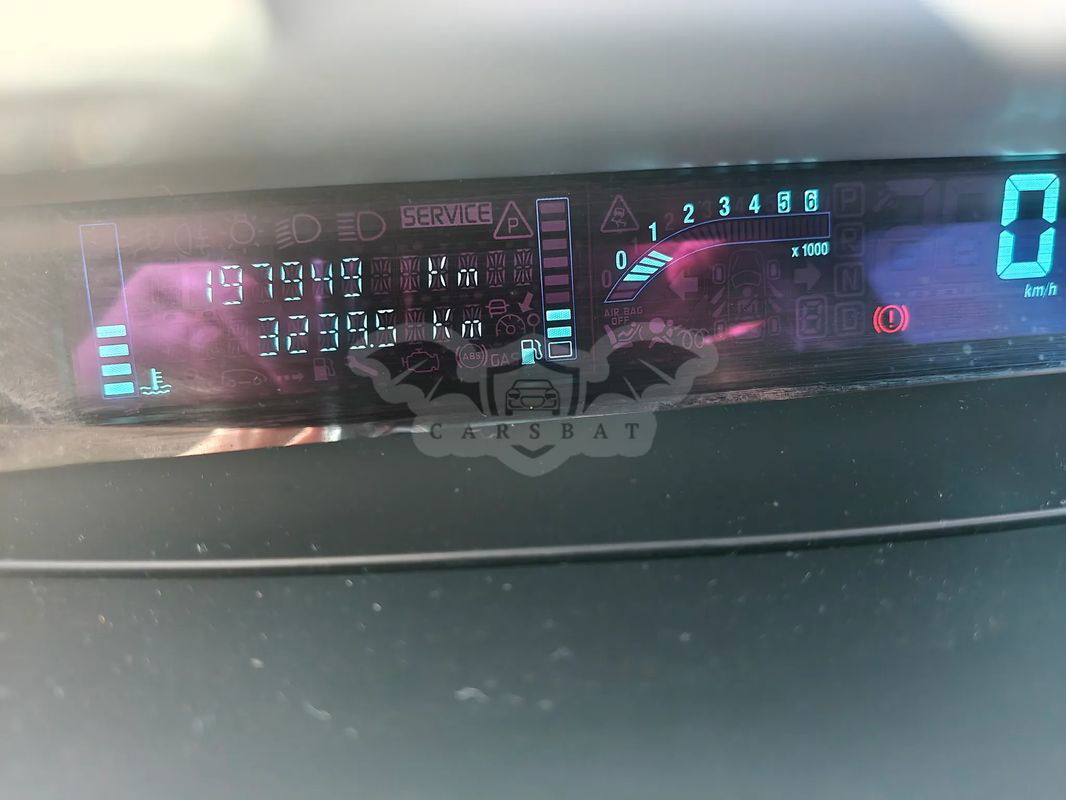 SERVICE
P
197949 Km
3239.5 Km
ABS
0 1 2 3 4 5 6
x 1000
AIR BAG
OFF
P
R
N
D
0
km/h
CARSBAT